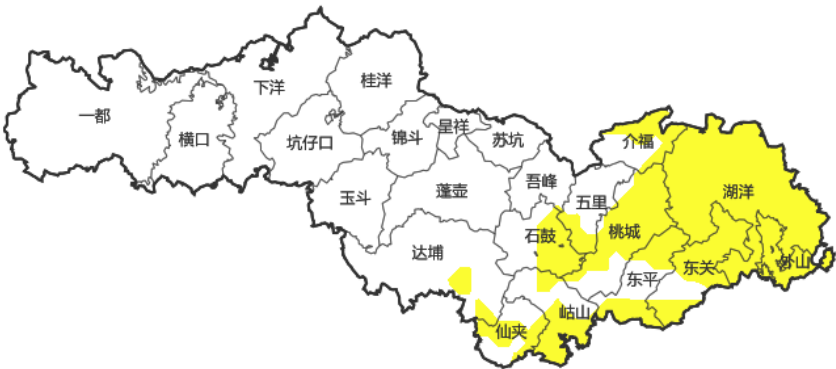 桂洋
下洋
一都
横口
坑仔口
锦斗
呈祥
苏坑
介福
玉斗
蓬壶
吾峰
五里
湖洋
达埔
石鼓
桃城
东平
东关
外山
仙夹
岵山